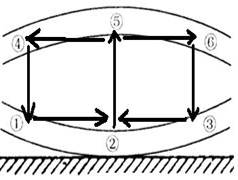 ⑤
④ ⑥
① ③
②